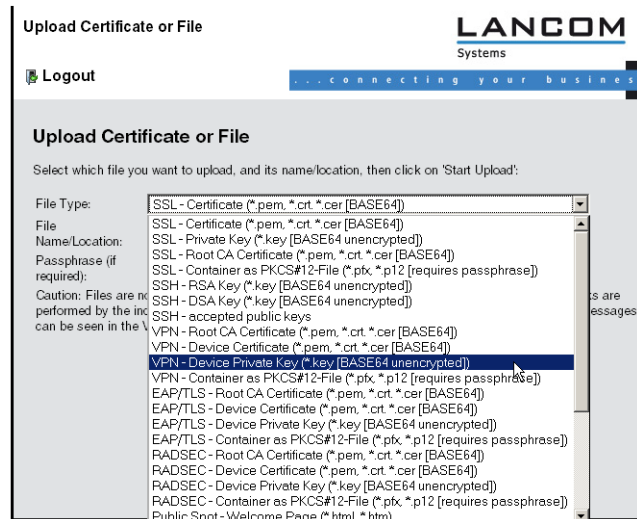 Upload Certificate or File
LANCOM
Systems
Logout
...connecting your busines
Upload Certificate or File
Select which file you want to upload, and its name/location, then click on 'Start Upload':
File Type:
SSL - Certificate (*.pem, *.crt. *.cer [BASE64])
File
Name/Location:
Passphrase (if
required):
Caution: Files are
performed by the
can be seen in the
ks are
essages
SSL - Certificate (*.pem, *.crt. *.cer [BASE64])
SSL - Private Key (*.key [BASE64 unencrypted])
SSL - Root CA Certificate (*.pem, *.crt. *.cer [BASE64])
SSL - Container as PKCS#12-File (*.pfx, *.p12 [requires passphrase])
SSH - RSA Key (*.key [BASE64 unencrypted])
SSH - DSA Key (*.key [BASE64 unencrypted])
SSH - accepted public keys
VPN - Root CA Certificate (*.pem, *.crt. *.cer [BASE64])
VPN - Device Certificate (*.pem, *.crt. *.cer [BASE64])
VPN - Device Private Key (*.key [BASE64 unencrypted])
VPN - Container as PKCS#12-File (*.pfx, *.p12 [requires passphrase])
EAP/TLS - Root CA Certificate (*.pem, *.crt. *.cer [BASE64])
EAP/TLS - Device Certificate (*.pem, *.crt. *.cer [BASE64])
EAP/TLS - Device Private Key (*.key [BASE64 unencrypted])
EAP/TLS - Container as PKCS#12-File (*.pfx, *.p12 [requires passphrase])
RADSEC - Root CA Certificate (*.pem, *.crt. *.cer [BASE64])
RADSEC - Device Certificate (*.pem, *.crt. *.cer [BASE64])
RADSEC - Device Private Key (*.key [BASE64 unencrypted])
RADSEC - Container as PKCS#12-File (*.pfx, *.p12 [requires passphrase])
Public Spot - Welcome Page (*.html, *.htm)